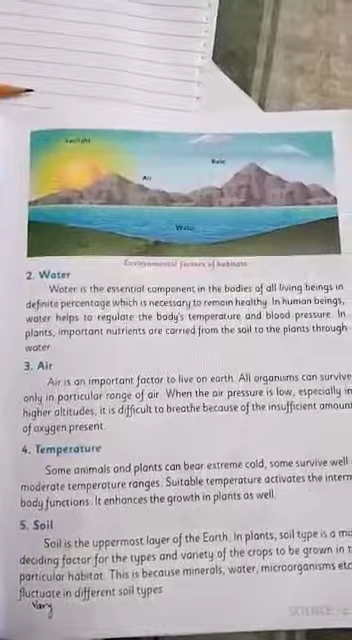 Sunlight
Rain
Air
Water
Environmental factors of habitats
2. Water
Water is the essential component in the bodies of all living beings in
definite percentage which is necessary to remain healthy. In human beings,
water helps to regulate the body's temperature and blood pressure. In
plants, important nutrients are carried from the soil to the plants through
water.
3. Air
Air is an important factor to live on earth. All organisms can survive
only in particular range of air. When the air pressure is low, especially in
higher altitudes, it is difficult to breathe because of the insufficient amount
of oxygen present.
4. Temperature
Some animals and plants can bear extreme cold, some survive well
moderate temperature ranges. Suitable temperature activates the intern
body functions. It enhances the growth in plants as well.
5. Soil
Soil is the uppermost layer of the Earth. In plants, soil type is a
deciding factor for the types and variety of the crops to be grown in
particular habitat. This is because minerals, water, microorganisms etc
fluctuate in different soil types
vary
SCIENCE